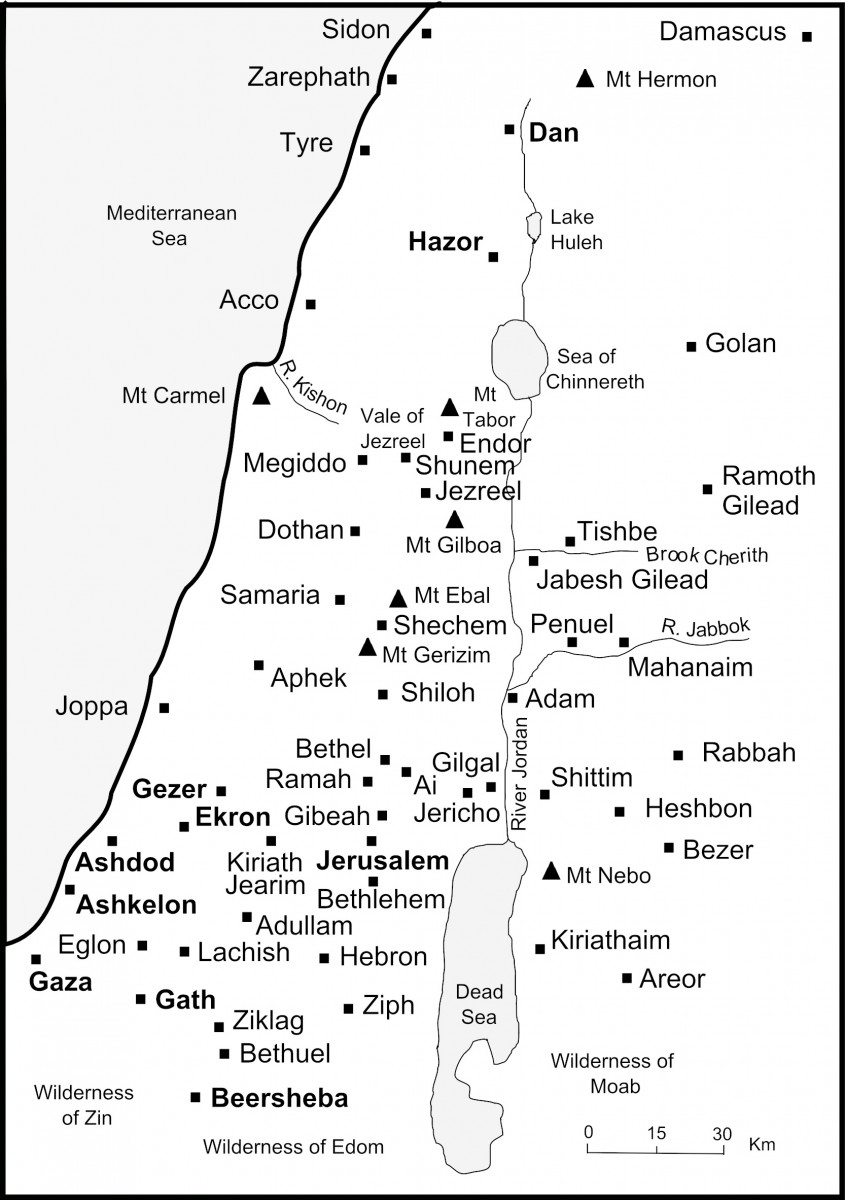 Sidon
Damascus
Zarephath
Mt Hermon
Dan
Tyre
Mediterranean
Sea
Lake
Huleh
Hazor
Acco
Golan
Sea of
Chinnereth
R. Kishon
Mt Carmel
Mt
Tabor
Vale of
Jezreel
Endor
Megiddo
Shunem
Jezreel
Ramoth
Gilead
Dothan
Mt Gilboa
Tishbe
Brook Cherith
Jabesh Gilead
Samaria
Mt Ebal
Shechem
Penuel
R. Jabbok
Mt Gerizim
Mahanaim
Aphek
Shiloh
Adam
Joppa
River Jordan
Bethel
Rabbah
Gilgal
Ramah
Ai
Shittim
Gezer
Jericho
Heshbon
Ekron
Gibeah
Ashdod
Kiriath
Jearim
Jerusalem
Bezer
Mt Nebo
Bethlehem
Ashkelon
Adullam
Eglon
Lachish
Hebron
Kiriathaim
Gaza
Areor
Gath
Ziph
Dead
Sea
Ziklag
Bethuel
Wilderness of
Moab
Wilderness
of Zin
Beersheba
Wilderness of Edom
0 15 30 Km